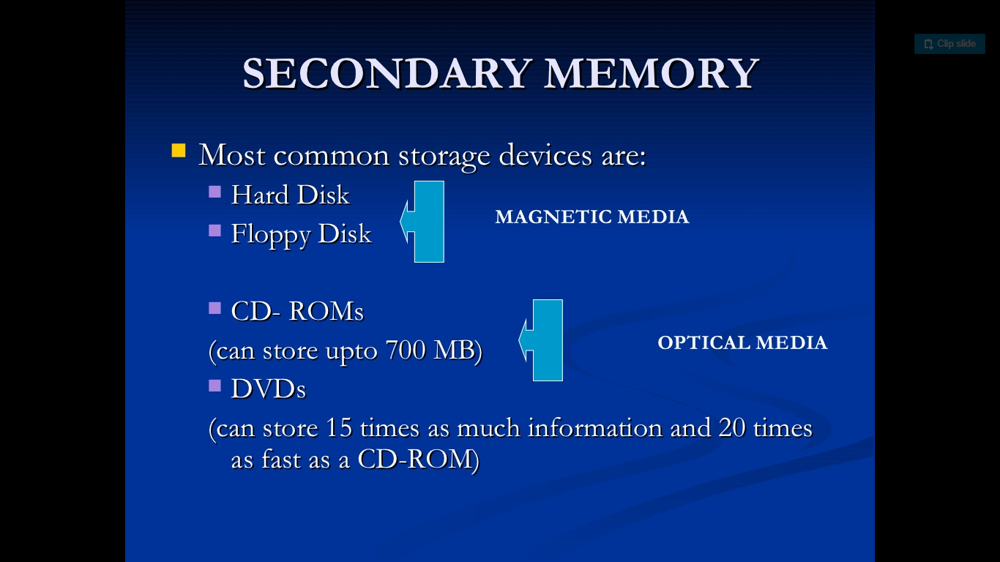 Clip slide
SECONDARY MEMORY
Most common storage devices are:
Hard Disk
Floppy Disk
MAGNETIC MEDIA
CD- ROMs
(can store upto 700 MB)
OPTICAL MEDIA
DVDs
(can store 15 times as much information and 20 times
as fast as a CD-ROM)